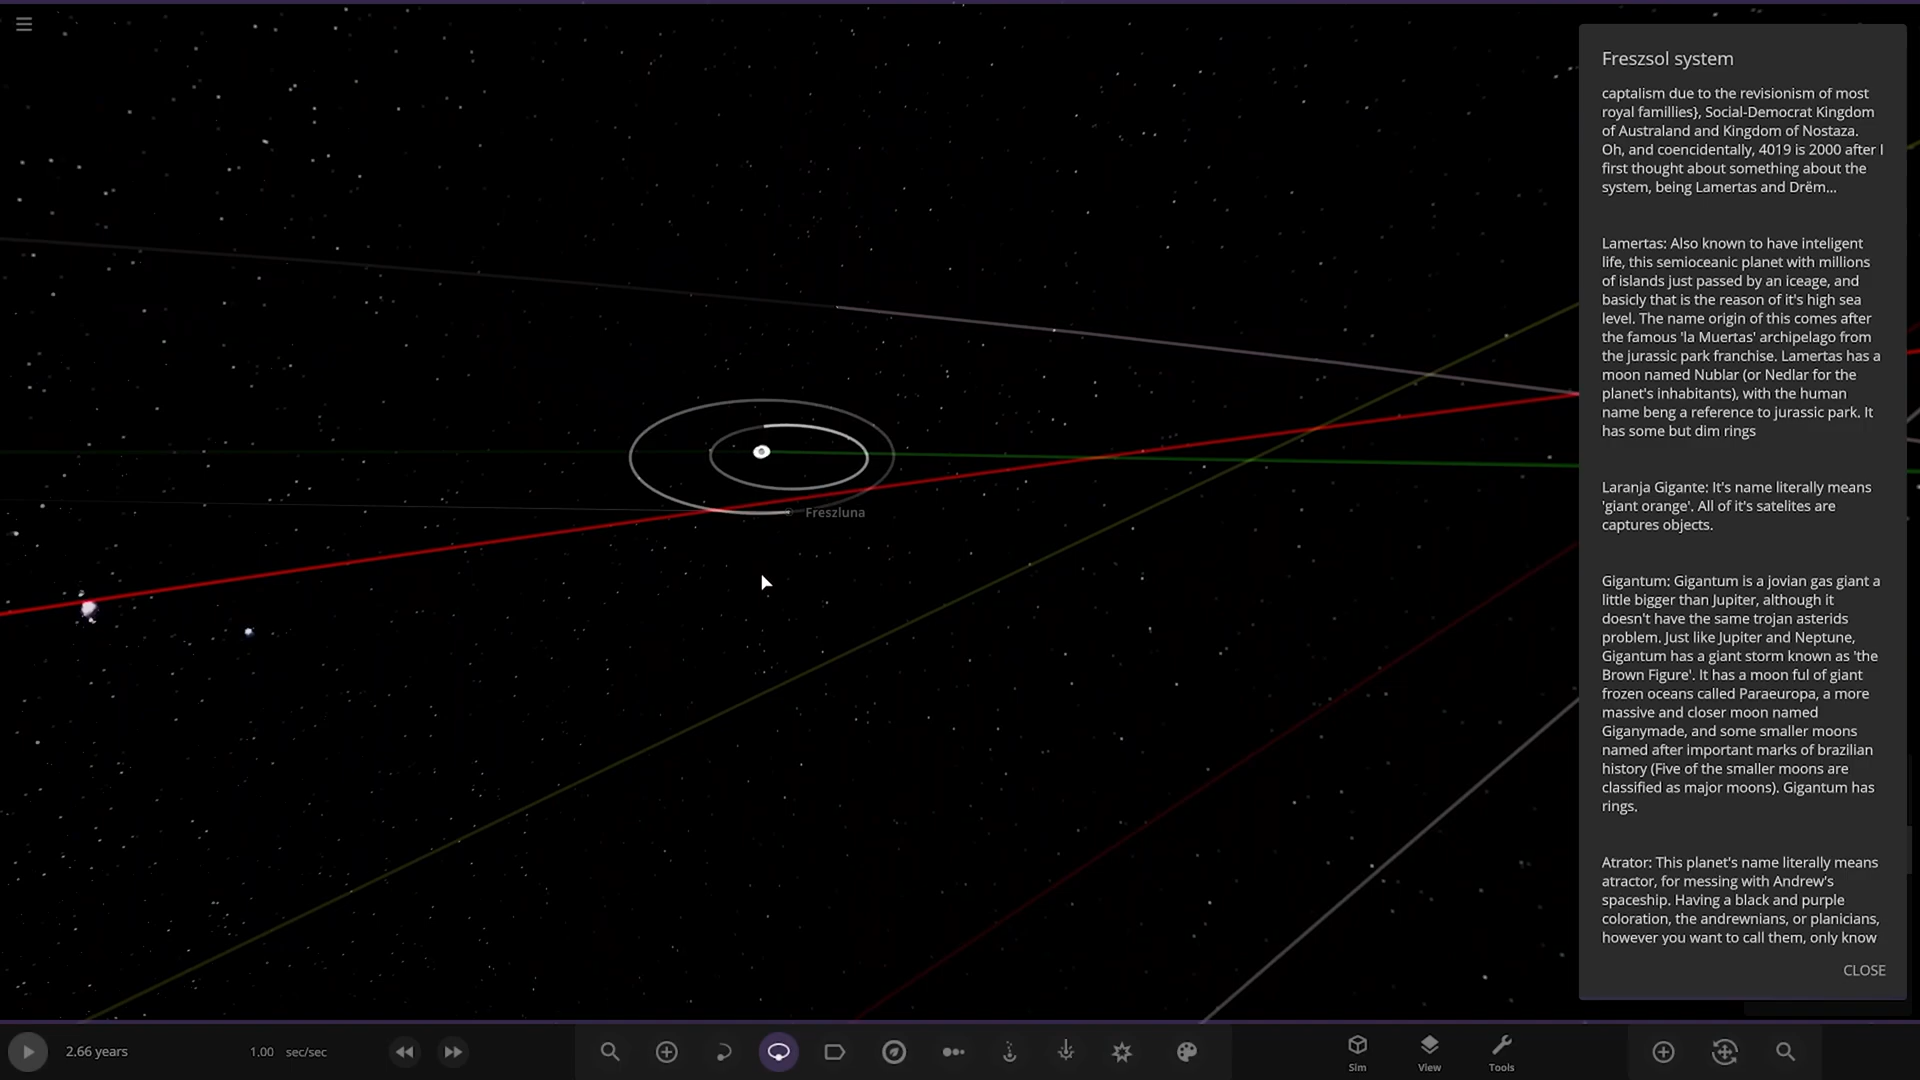 Freszsol system
captalism due to the revisionism of most
royal famillies}, Social-Democrat Kingdom
of Australand and Kingdom of Nostaza.
Oh, and coencidentally, 4019 is 2000 after I
first thought about something about the
system, being Lamertas and Drëm...
Lamertas: Also known to have inteligent
life, this semioceanic planet with millions
of islands just passed by an iceage, and
basicly that is the reason of it's high sea
level. The name origin of this comes after
the famous 'la Muertas' archipelago from
the jurassic park franchise. Lamertas has a
moon named Nublar (or Nedlar for the
planet's inhabitants), with the human
name beng a reference to jurassic park. It
has some but dim rings
Laranja Gigante: It's name literally means
'giant orange'. All of it's satelites are
captures objects.
Gigantum: Gigantum is a jovian gas giant a
little bigger than Jupiter, although it
doesn't have the same trojan asterids
problem. Just like Jupiter and Neptune,
Gigantum has a giant storm known as 'the
Brown Figure'. It has a moon ful of giant
frozen oceans called Paraeuropa, a more
massive and closer moon named
Giganymade, and some smaller moons
named after important marks of brazilian
history (Five of the smaller moons are
classified as major moons). Gigantum has
rings.
Atrator: This planet's name literally means
atractor, for messing with Andrew's
spaceship. Having a black and purple
coloration, the andrewnians, or planicians,
however you want to call them, only know
CLOSE
Freszluna
2.66 years
1.00 sec/sec
Sim
View
Tools